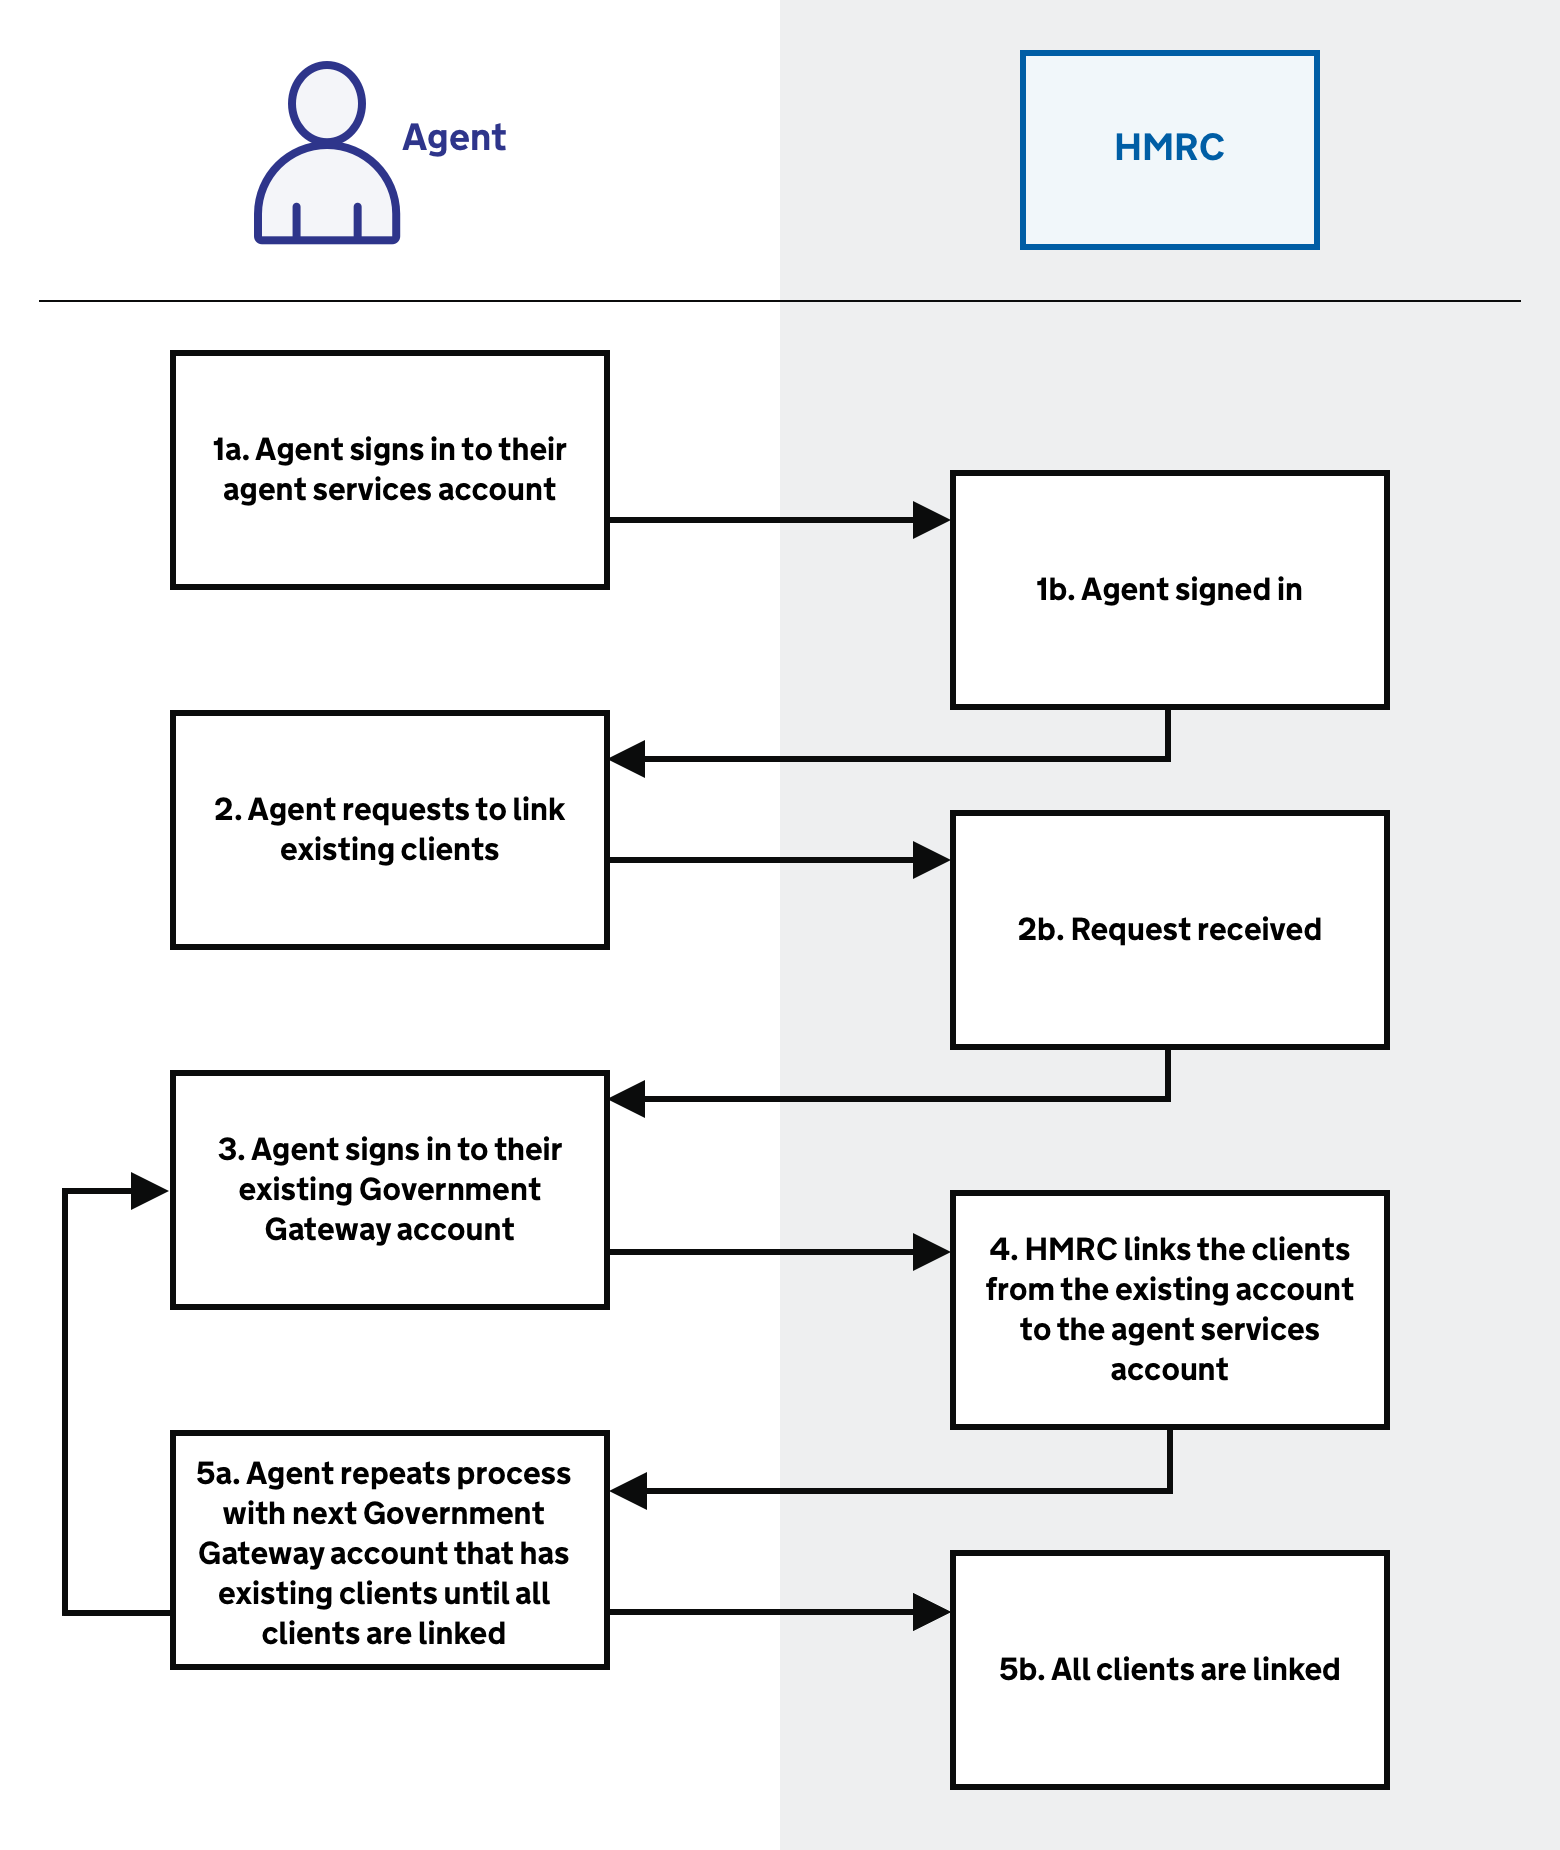 Agent
HMRC
1a. Agent signs in to their
agent services account
1b. Agent signed in
2. Agent requests to link
existing clients
2b. Request received
3. Agent signs in to their
existing Government
Gateway account
4. HMRC links the clients
from the existing account
to the agent services
account
5a. Agent repeats process
with next Government
Gateway account that has
existing clients until all
clients are linked
5b. All clients are linked